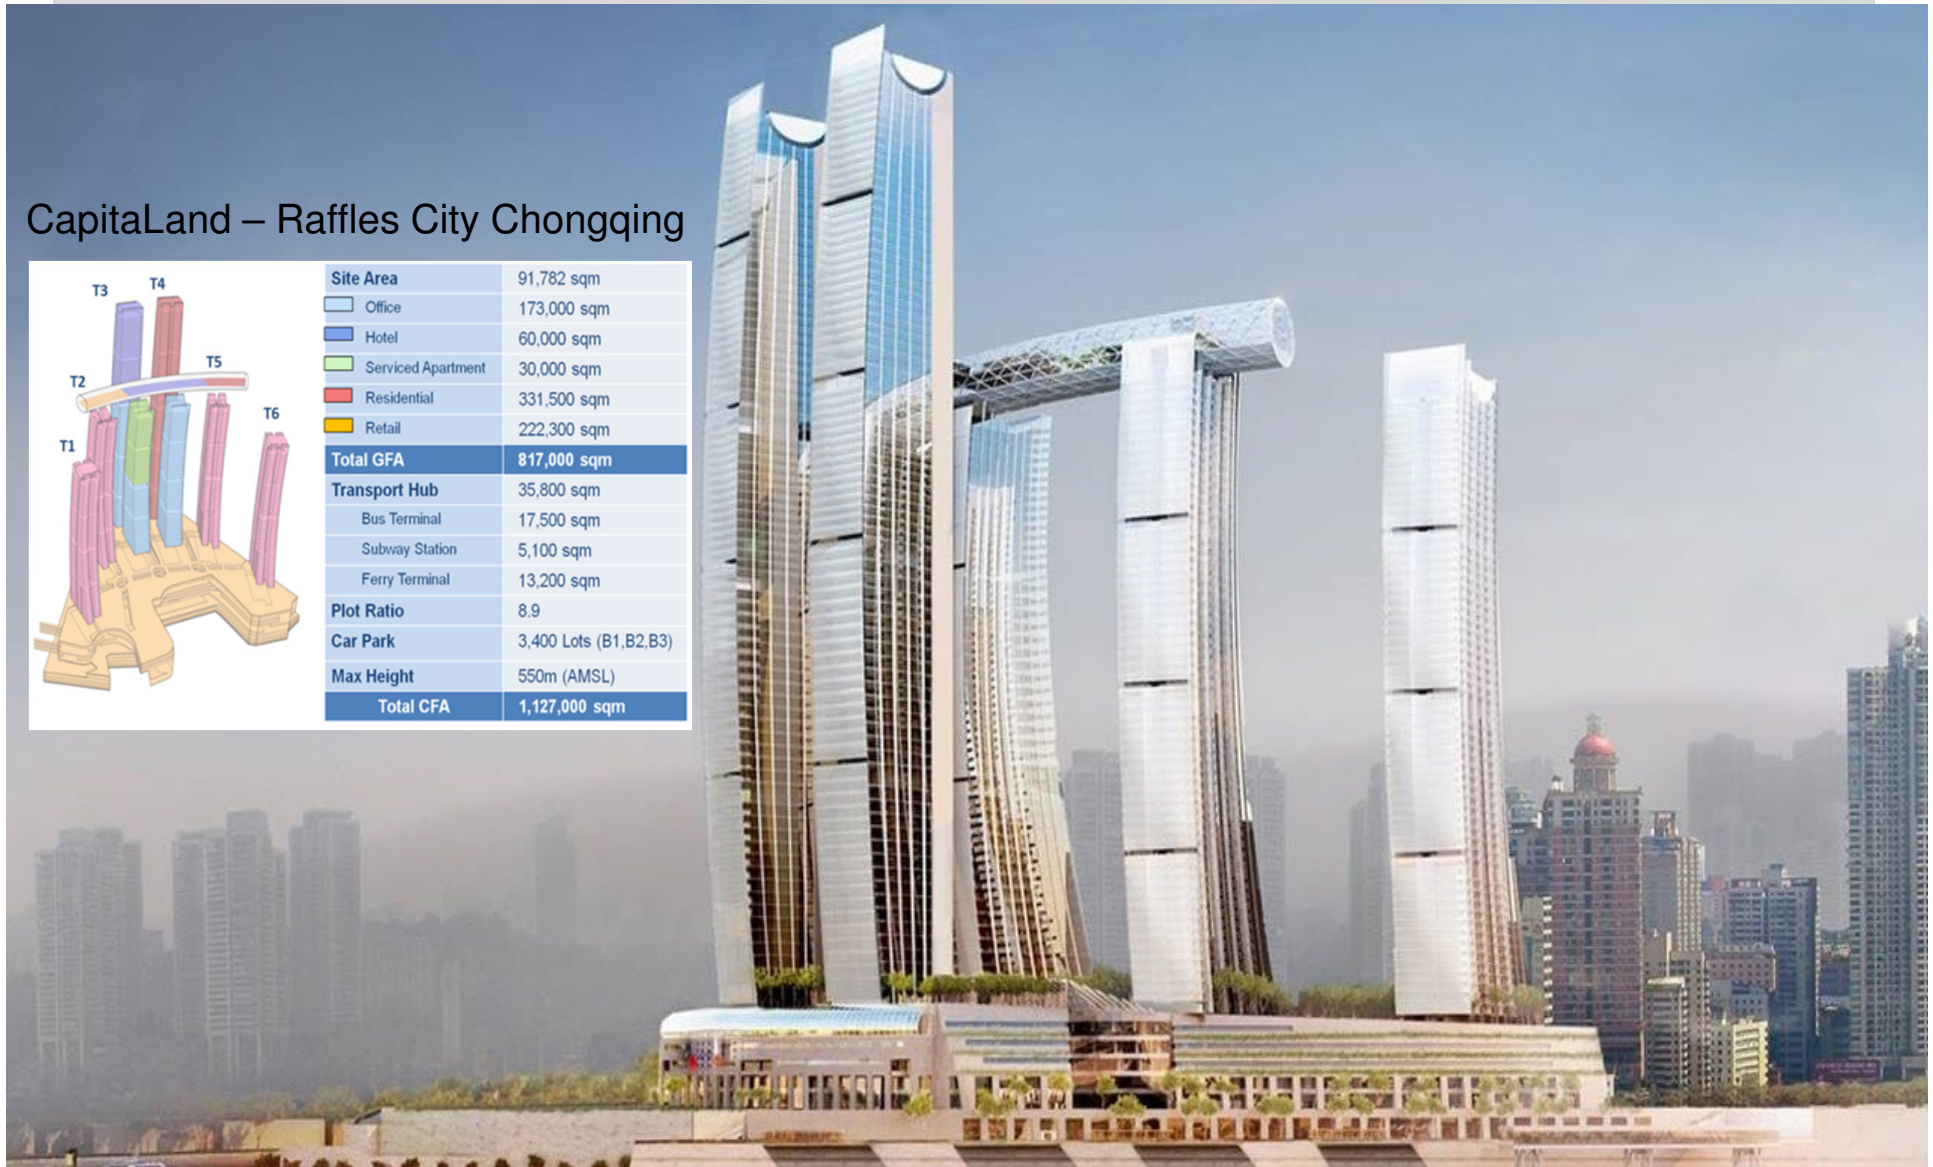 CapitaLand – Raffles City Chongqing
T3
T4
T5
T2
T6
T1
Site Area 91,782 sqm
Office 173,000 sqm
Hotel 60,000 sqm
Serviced Apartment 30,000 sqm
Residential 331,500 sqm
Retail 222,300 sqm
Total GFA 817,000 sqm
Transport Hub 35,800 sqm
Bus Terminal 17,500 sqm
Subway Station 5,100 sqm
Ferry Terminal 13,200 sqm
Plot Ratio 8.9
Car Park 3,400 Lots (B1,B2,B3)
Max Height 550m (AMSL)
Total CFA 1,127,000 sqm